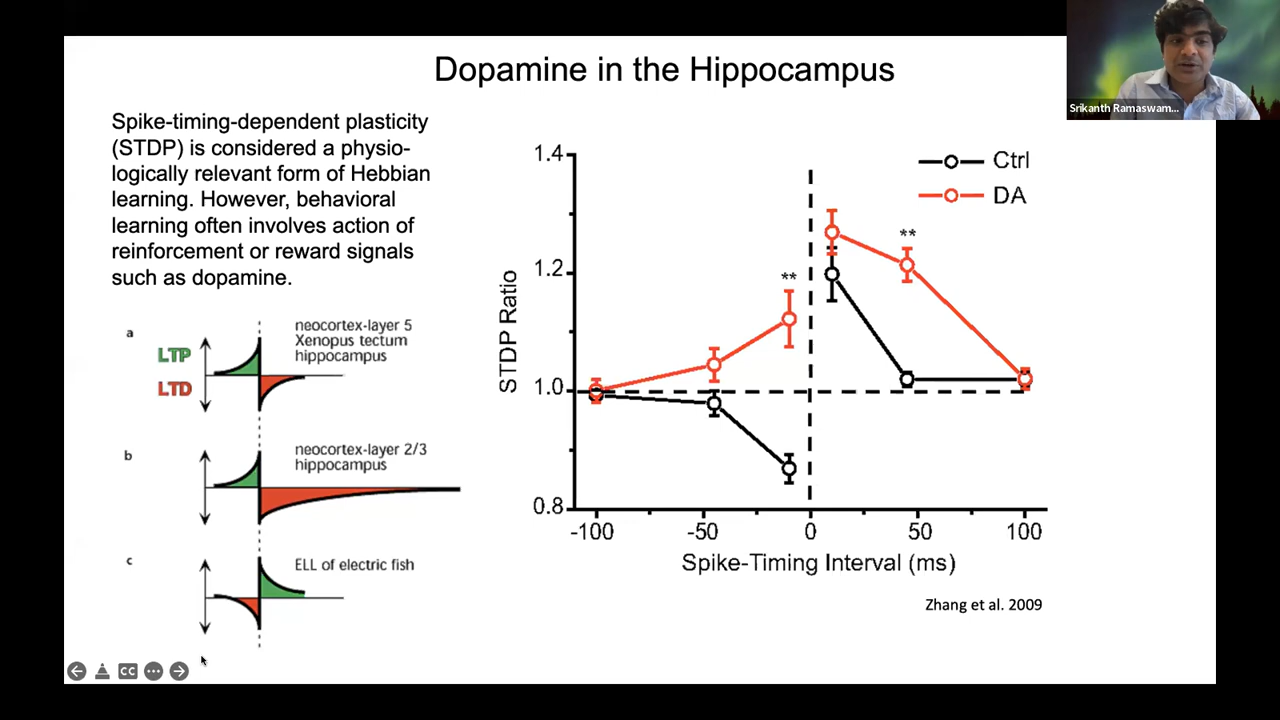 Dopamine in the Hippocampus
Srikanth Ramaswam...
Spike-timing-dependent plasticity
(STDP) is considered a physio-
logically relevant form of Hebbian
learning. However, behavioral
learning often involves action of
reinforcement or reward signals
such as dopamine.
a
LTP
LTD
neocortex-layer 5
Xenopus tectum
hippocampus
b
neocortex-layer 2/3
hippocampus
c
ELL of electric fish
STDP Ratio
1.4
1.2
1.0
0.8
Ctrl
DA
**
**
-100
-50
0
50
100
Spike-Timing Interval (ms)
Zhang et al. 2009
CC